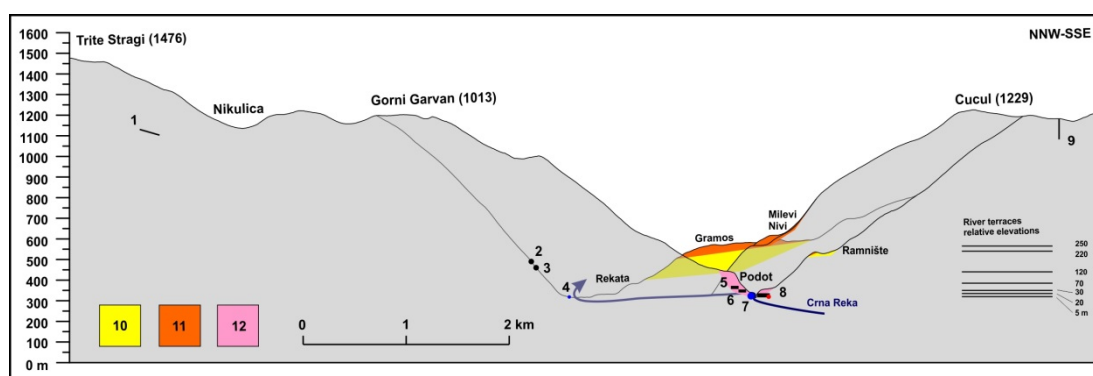 1600
1500
1400
1300
1200
1100
1000
900
800
700
600
500
400
300
200
100
0 m
Trite Stragi (1476)
NNW-SSE
Nikulica
Gorni Garvan (1013)
Cucul (1229)
1
9
2
3
4
Rekata
Gramos
Milevi
Nivi
Ramnište
Podot
5
6
7
8
Crna Reka
River terraces
relative elevations
250
220
120
70
30
20
5 m
10
11
12
0
1
2 km